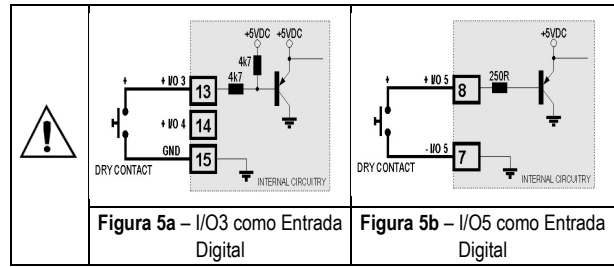 +5VDC
+5VDC
4k7
4k7
+
+ I/O 3
13
+ I/O 4
14
GND
15
DRY CONTACT
INTERNAL CIRCUITRY
Figura 5a – I/O3 como Entrada
Digital
+5VDC
+
+ I/O 5
8
250R
- I/O 5
7
DRY CONTACT
INTERNAL CIRCUITRY
Figura 5b – I/O5 como Entrada
Digital